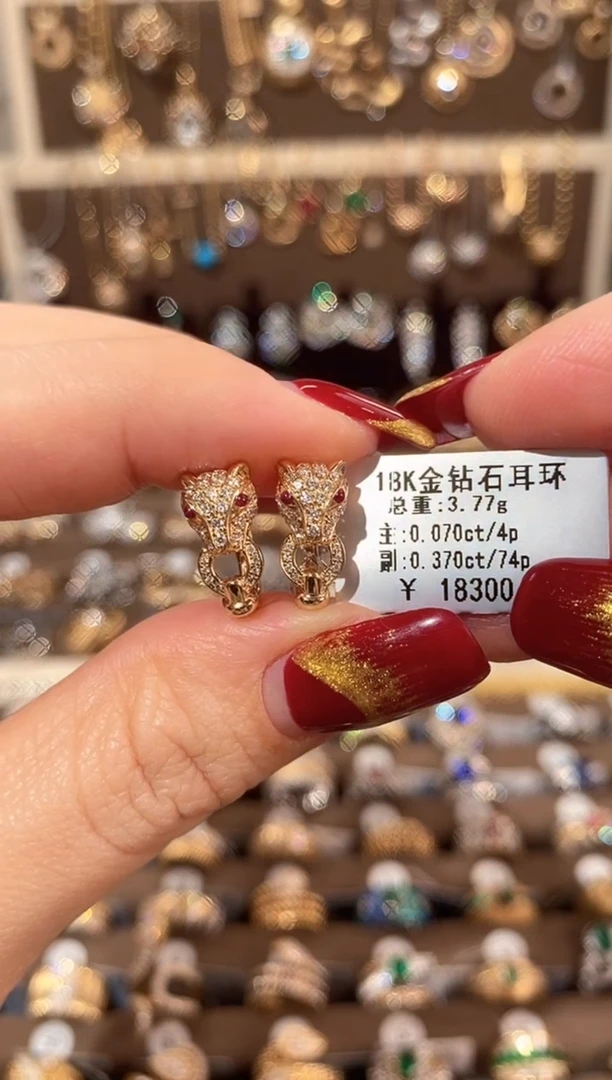 18K金钻石耳环
总重:3.77g
主:0.070ct/4p
副:0.370ct/74p
¥ 18300